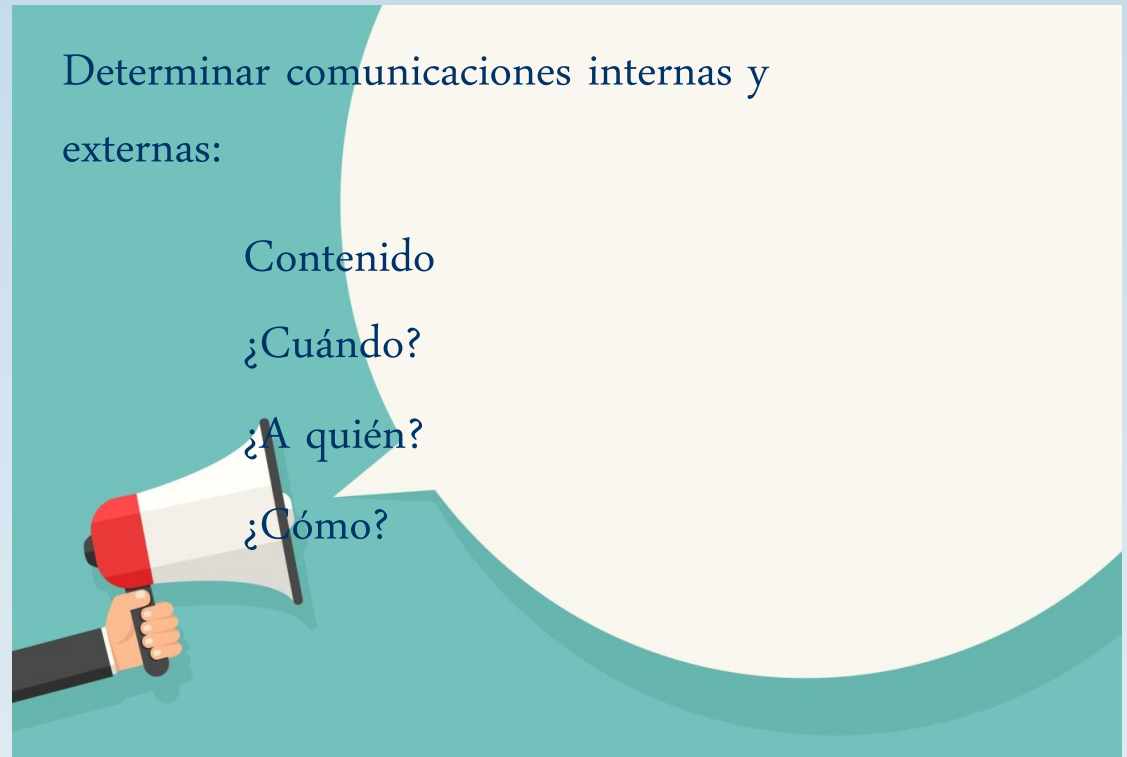 Determinar comunicaciones internas y
externas:
Contenido
¿Cuándo?
¿A quién?
¿Cómo?